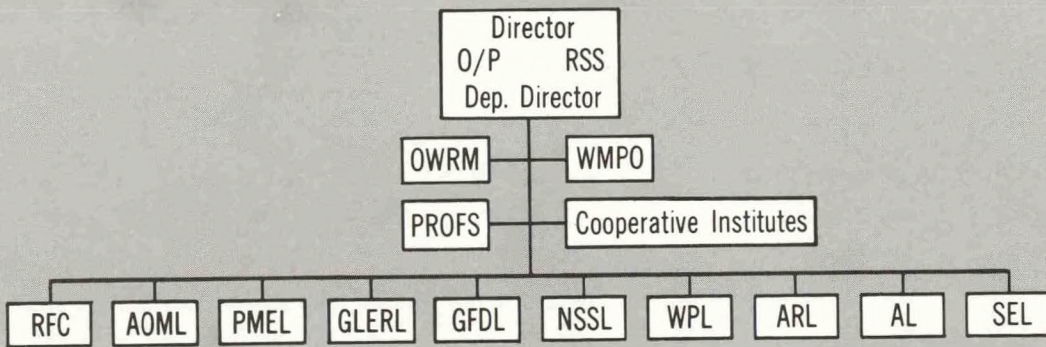 Director
O/P RSS
Dep. Director
OWRM WMPO
PROFS Cooperative Institutes
RFC AOML PMEL GLERL GFDL NSSL WPL ARL AL SEL